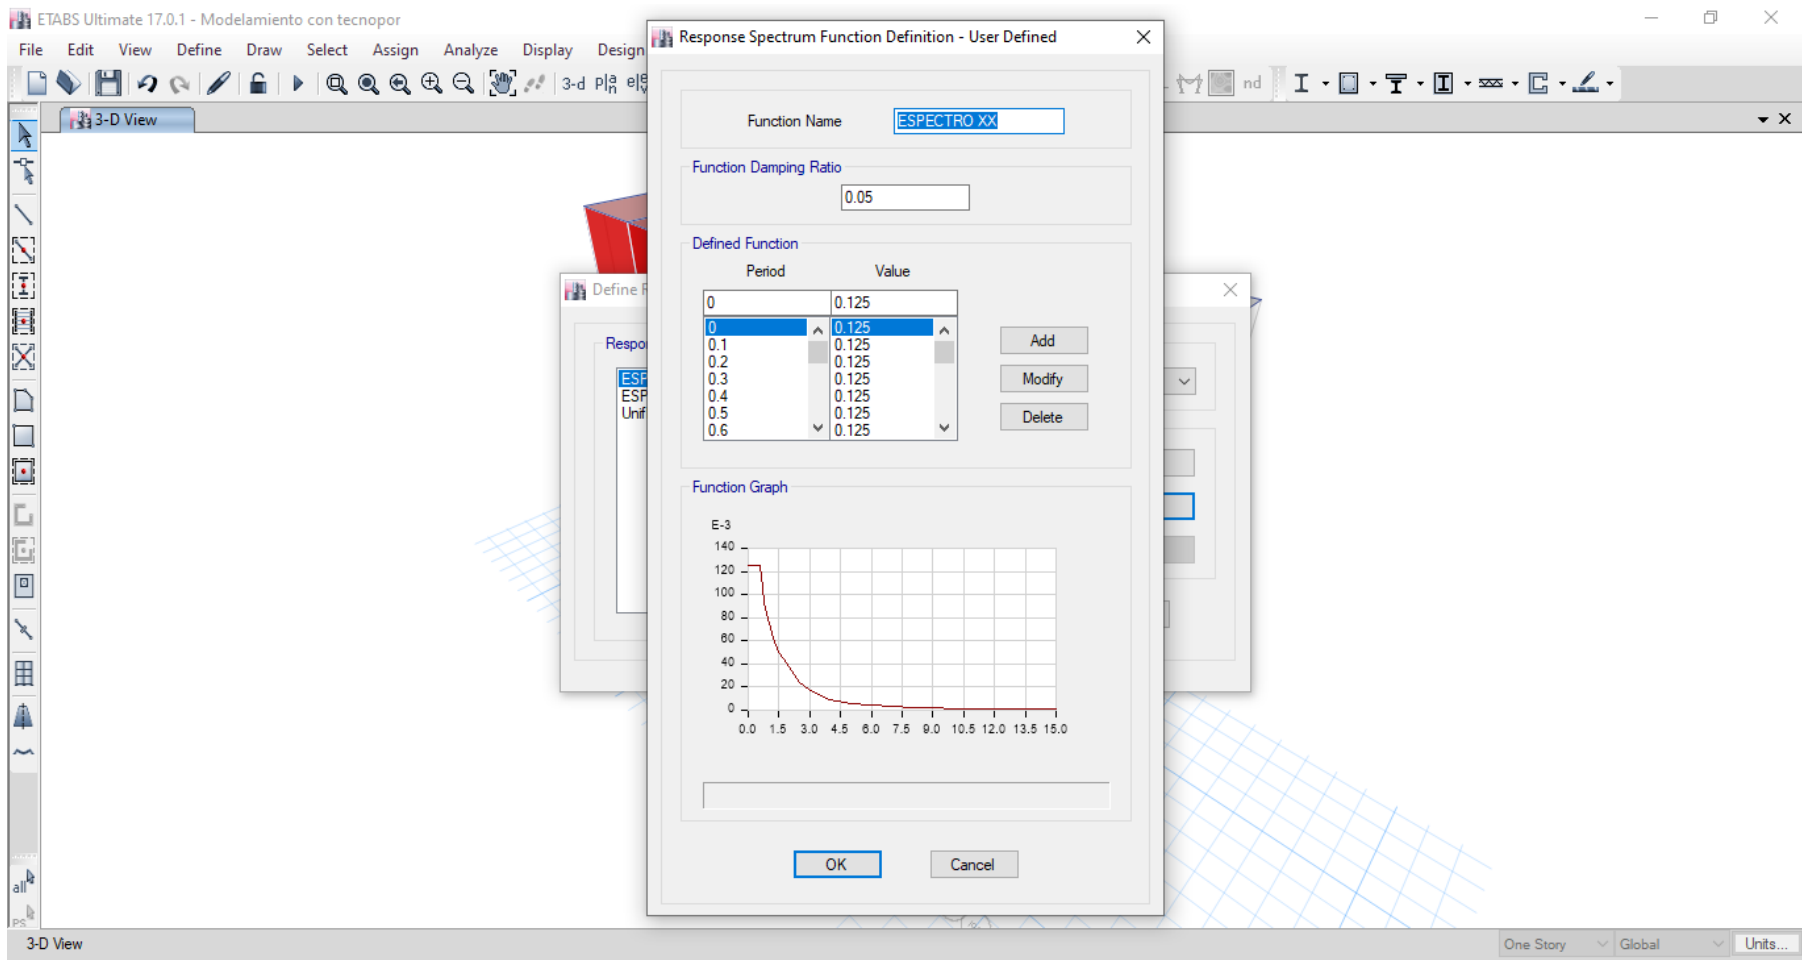 ETABS Ultimate 17.0.1 - Modelamiento con tecnopor
File Edit View Define Draw Select Assign Analyze Display Design
3-d
nd
3-D View
Response Spectrum Function Definition - User Defined
Function Name ESPECTRO XX
Function Damping Ratio
0.05
Defined Function
Period Value
0 0.125
0 0.125
0.1 0.125
0.2 0.125
0.3 0.125
0.4 0.125
0.5 0.125
0.6 0.125
Add
Modify
Delete
Function Graph
E-3
140
120
100
80
60
40
20
0
0.0 1.5 3.0 4.5 6.0 7.5 9.0 10.5 12.0 13.5 15.0
OK Cancel
Define R
Respo
ESP
ESP
Unif
all
PS
3-D View
One Story Global Units...